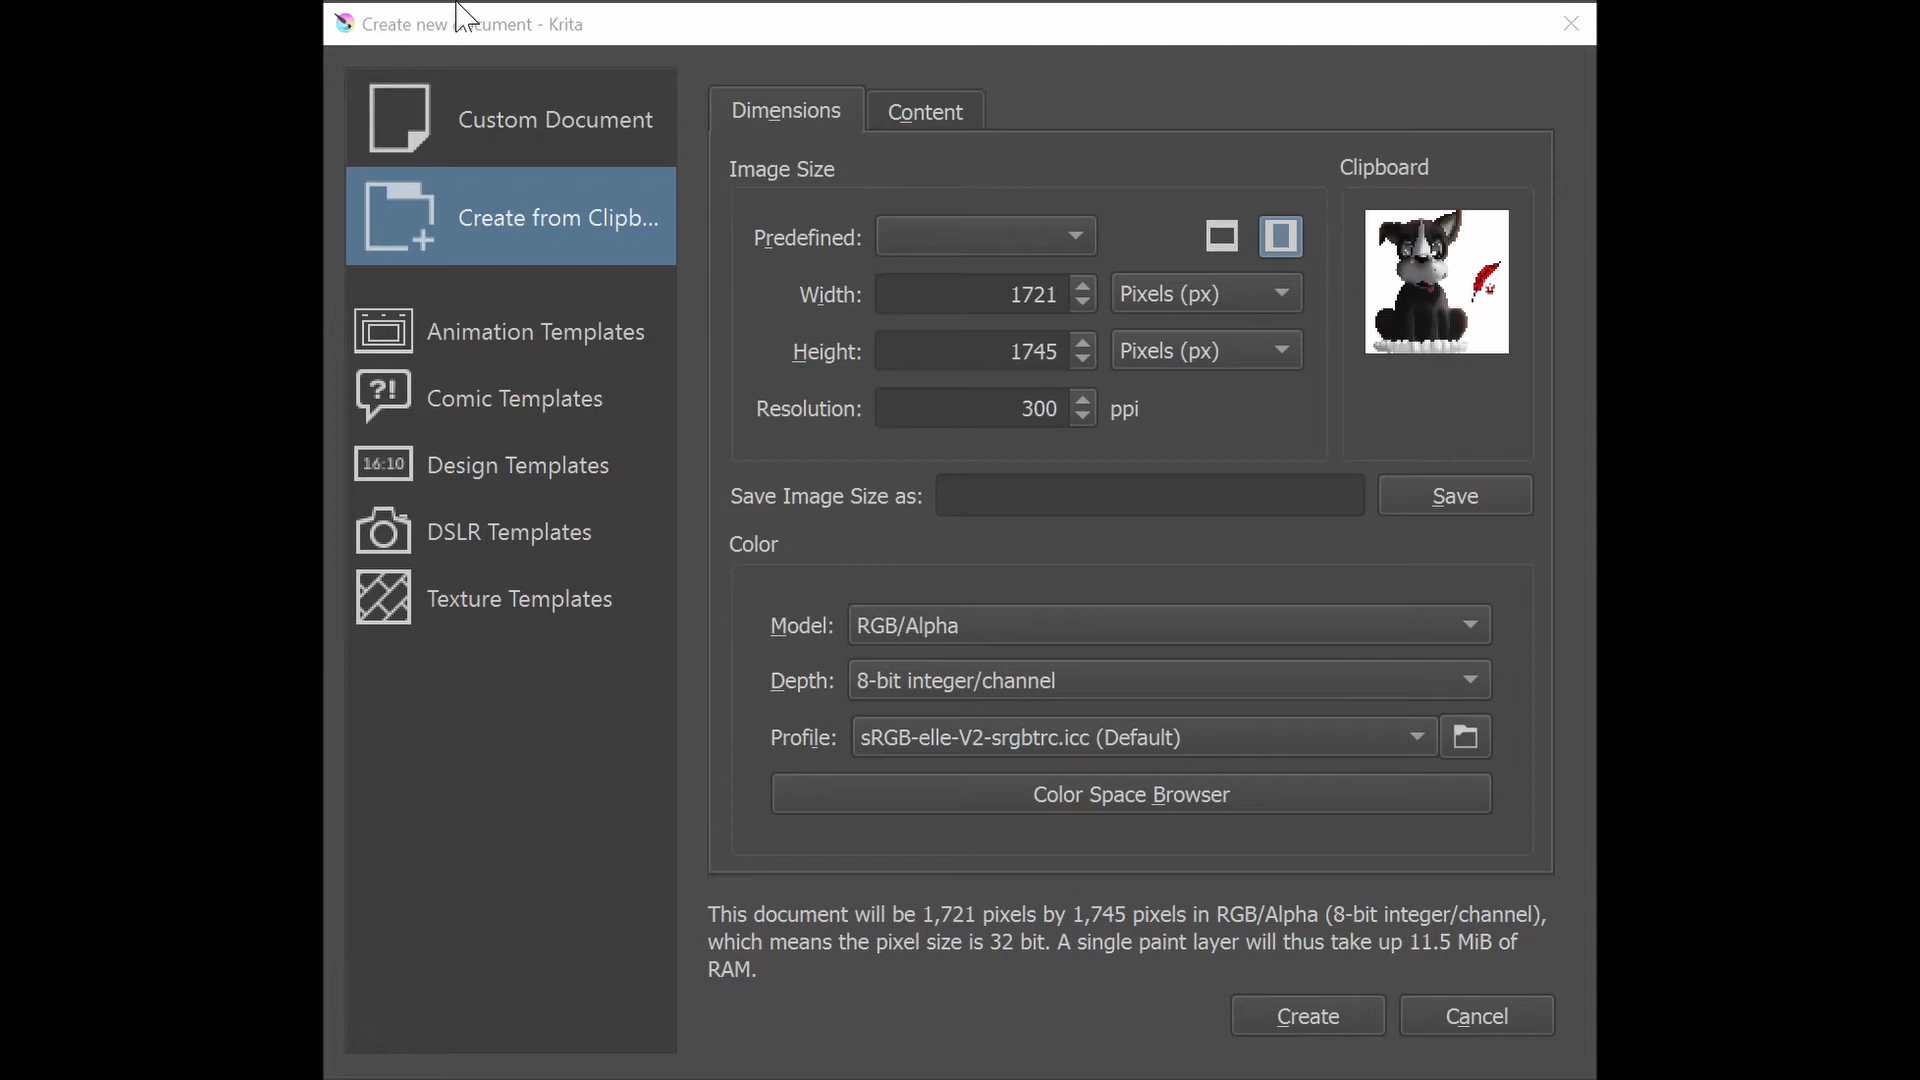 Create new document - Krita
Custom Document
Create from Clipb...
Animation Templates
?!
Comic Templates
16:10
Design Templates
DSLR Templates
Texture Templates
Dimensions
Content
Image Size
Clipboard
Predefined:
Width: 1721 Pixels (px)
Height: 1745 Pixels (px)
Resolution: 300 ppi
Save Image Size as: Save
Color
Model: RGB/Alpha
Depth: 8-bit integer/channel
Profile: sRGB-elle-V2-srgbtrc.icc (Default)
Color Space Browser
This document will be 1,721 pixels by 1,745 pixels in RGB/Alpha (8-bit integer/channel),
which means the pixel size is 32 bit. A single paint layer will thus take up 11.5 MiB of
RAM.
Create
Cancel